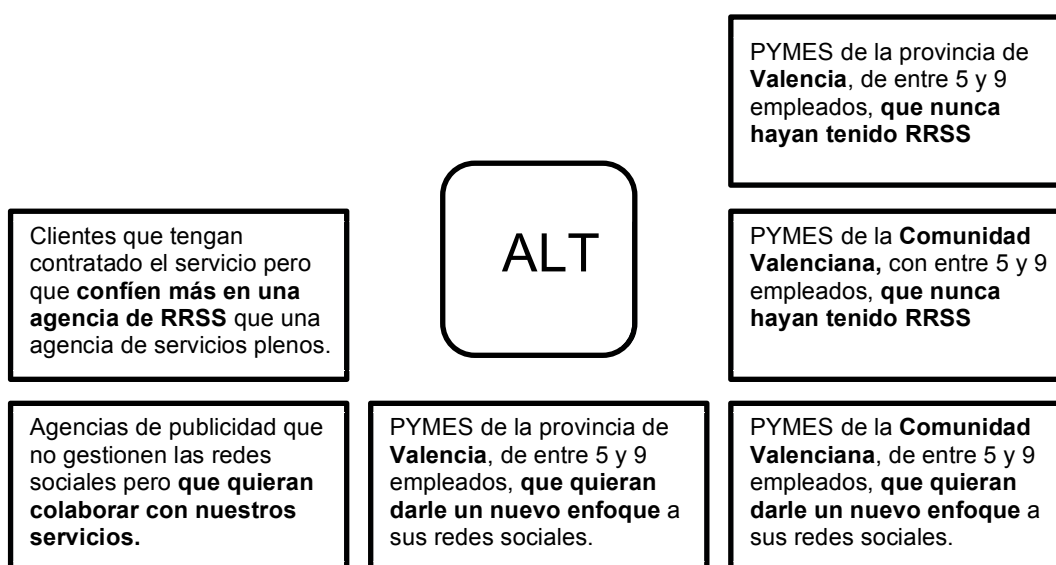 PYMES de la provincia de
Valencia, de entre 5 y 9
empleados, que nunca
hayan tenido RRSS
Clientes que tengan
contratado el servicio pero
que confíen más en una
agencia de RRSS que una
agencia de servicios plenos.
ALT
PYMES de la Comunidad
Valenciana, con entre 5 y 9
empleados, que nunca
hayan tenido RRSS
Agencias de publicidad que
no gestionen las redes
sociales pero que quieran
colaborar con nuestros
servicios.
PYMES de la provincia de
Valencia, de entre 5 y 9
empleados, que quieran
darle un nuevo enfoque a
sus redes sociales.
PYMES de la Comunidad
Valenciana, de entre 5 y 9
empleados, que quieran
darle un nuevo enfoque a
sus redes sociales.